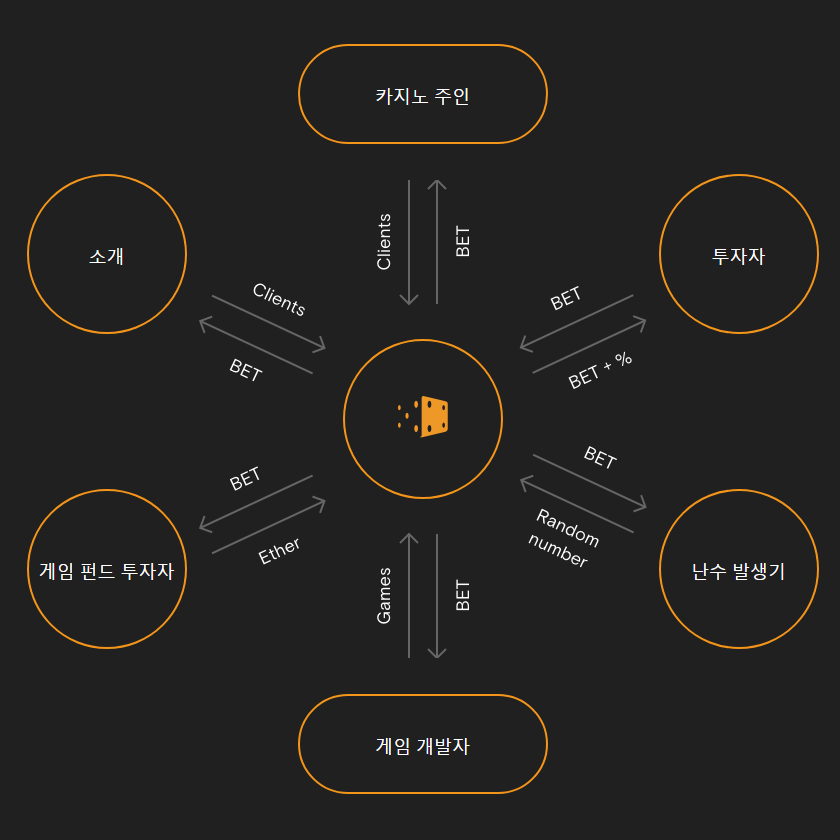 카지노 주인
Clients
BET
소개
투자자
Clients
BET
BET
BET + %
게임 펀드 투자자
BET
Ether
BET
Random
number
난수 발생기
Games
BET
게임 개발자